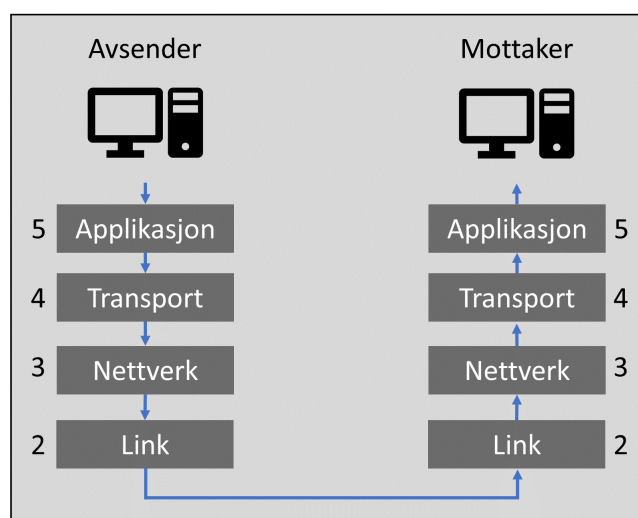 Avsender Mottaker
5 Applikasjon Applikasjon 5
4 Transport Transport 4
3 Nettverk Nettverk 3
2 Link Link 2